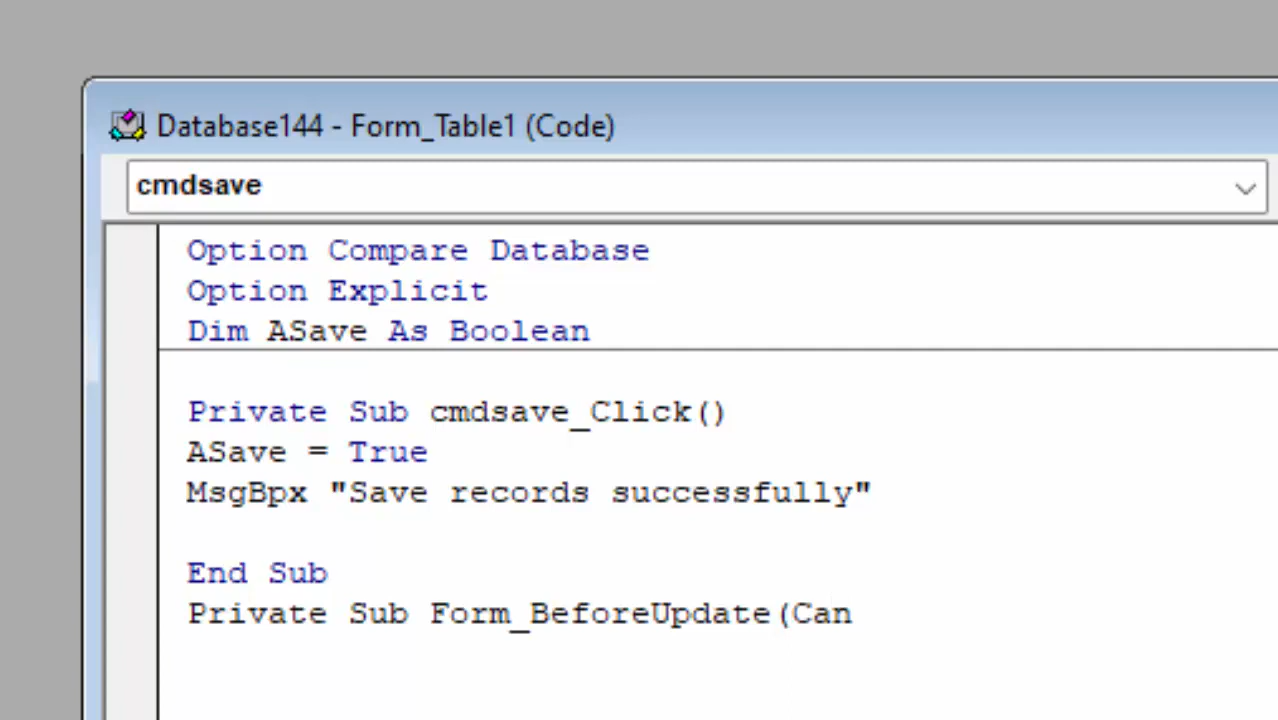 Database144 - Form_Table1 (Code)
cmdsave
Option Compare Database
Option Explicit
Dim ASave As Boolean
Private Sub cmdsave_Click()
ASave = True
MsgBpx "Save records successfully"
End Sub
Private Sub Form_BeforeUpdate(Can